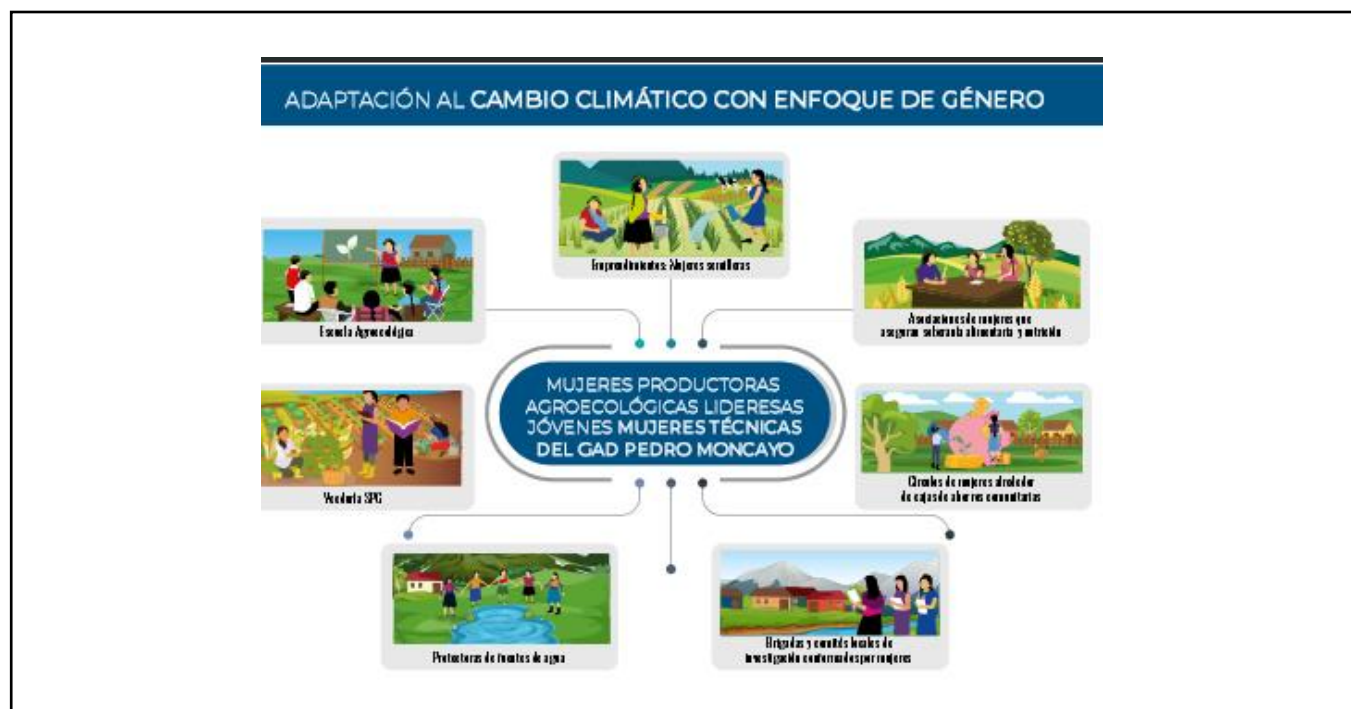 ADAPTACIÓN AL CAMBIO CLIMÁTICO CON ENFOQUE DE GÉNERO
Emprendimientos: Mujeres semilleras
Escuela Agroecológica
Asociaciones de mujeres que
aseguran soberanía alimentaria y nutrición
MUJERES PRODUCTORAS
AGROECOLÓGICAS LIDERESAS
JÓVENES MUJERES TÉCNICAS
DEL GAD PEDRO MONCAYO
Veeduría SPG
Círculos de mujeres alrededor
de cajas de ahorros comunitarias
Protectoras de fuentes de agua
Brigadas y comités locales de
investigación conformados por mujeres